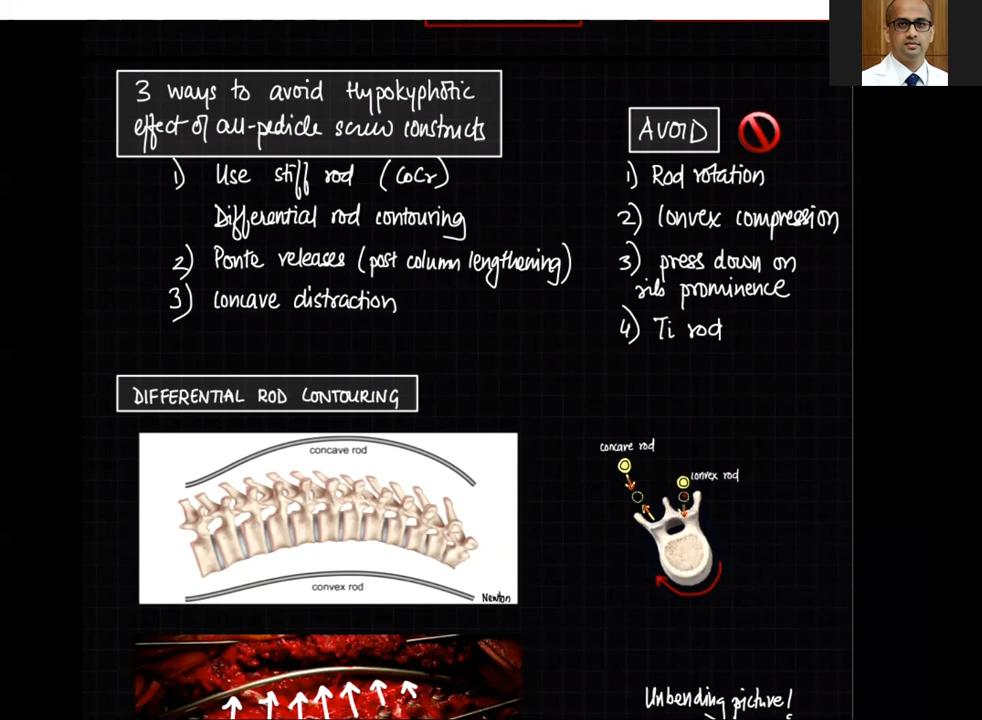 3 ways to avoid Hypokyphotic
effect of all-pedicle screw constructs
1) Use stiff rod (CoCr)
Differential rod contouring
2) Ponte releases (post column lengthening)
3) concave distraction
AVOID
1) Rod rotation
2) convex compression
3) press down on
rib prominence
4) Ti rod
DIFFERENTIAL ROD CONTOURING
concave rod
convex rod
Newton
concave rod
convex rod
Unbending picture!